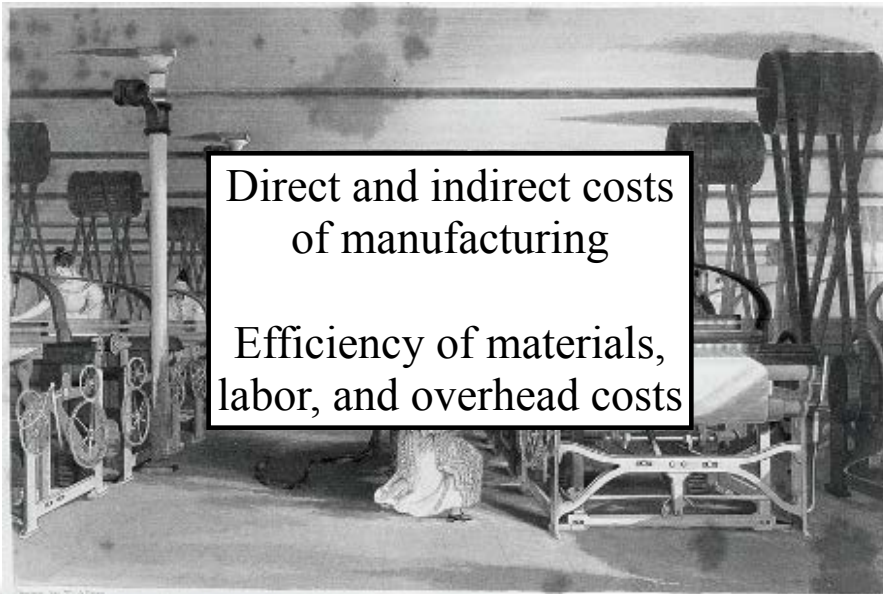 Direct and indirect costs
of manufacturing
Efficiency of materials,
labor, and overhead costs